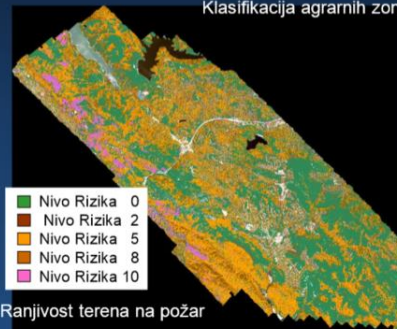 Klasifikacija agrarnih zon
Nivo Rizika 0
Nivo Rizika 2
Nivo Rizika 5
Nivo Rizika 8
Nivo Rizika 10
Ranjivost terena na požar